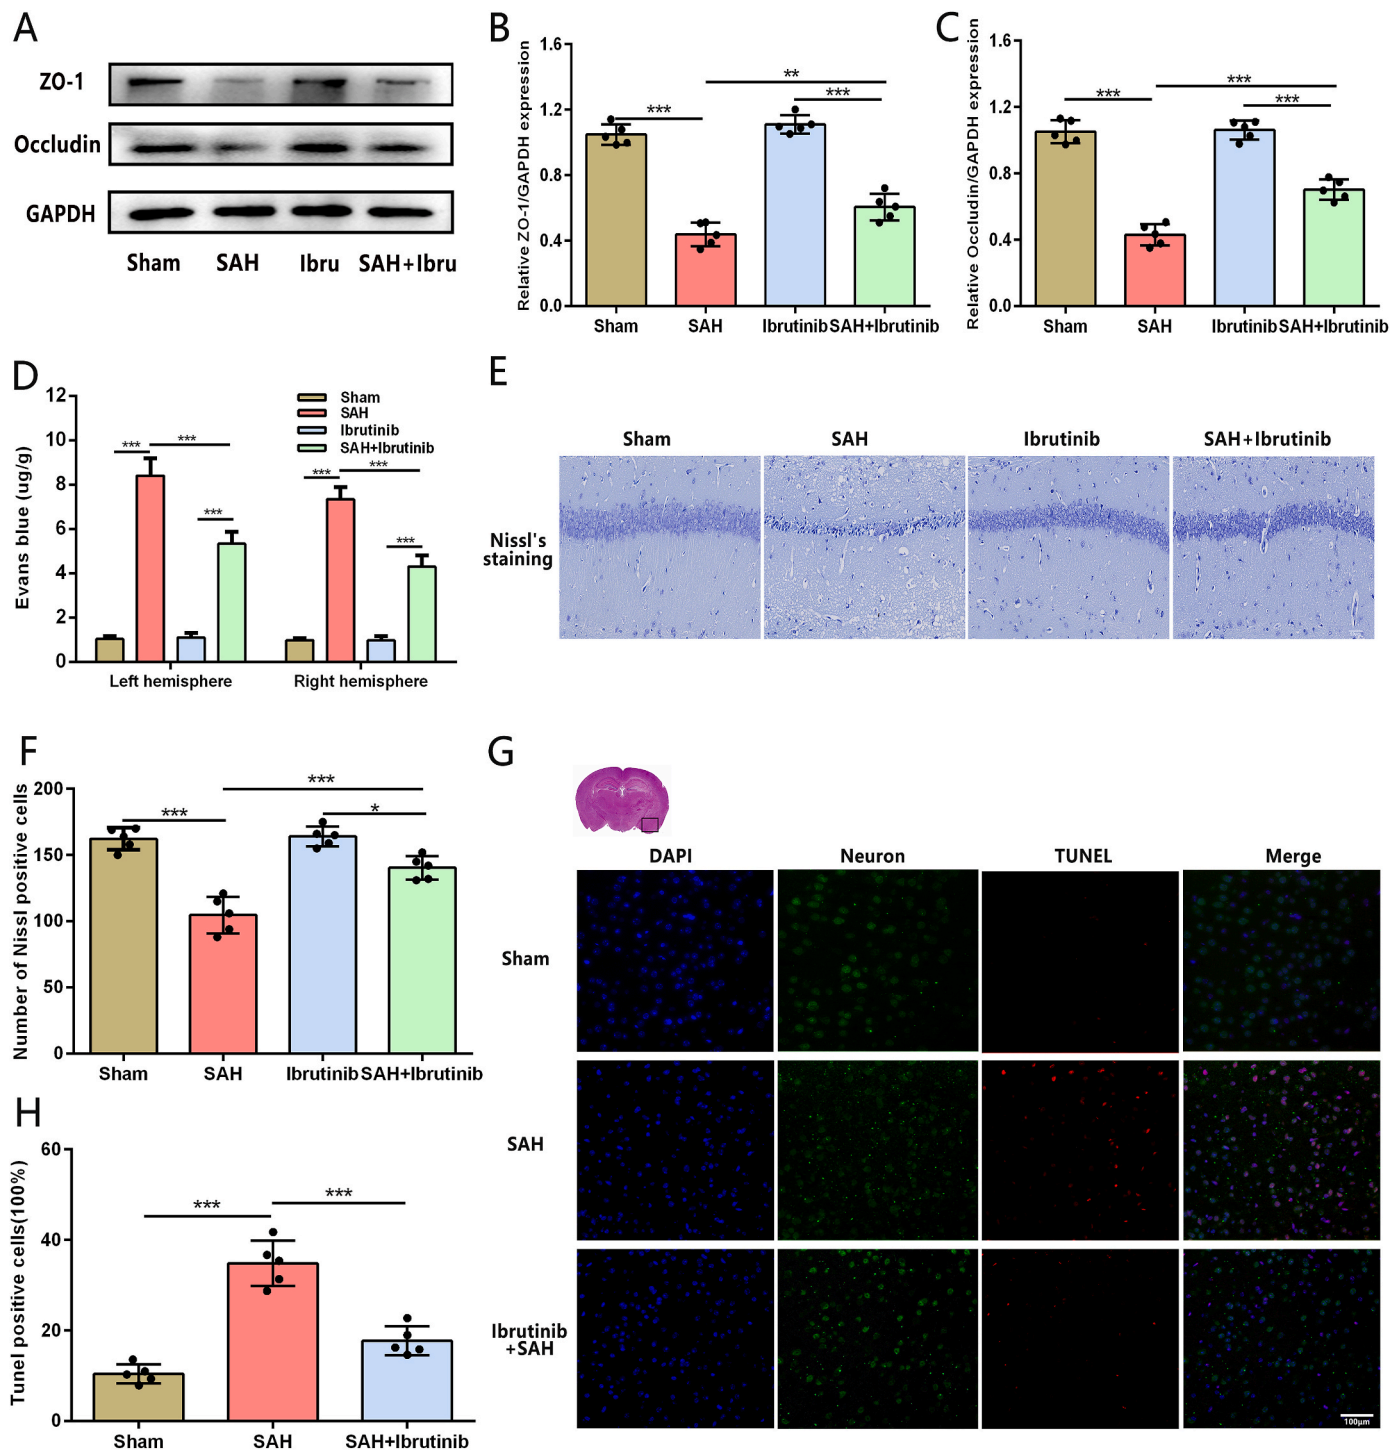 A
ZO-1
Occludin
GAPDH
Sham SAH Ibru SAH+Ibru
B
Relative ZO-1/GAPDH expression
1.6
1.2
0.8
0.4
0.0
***
**
***
Sham SAH Ibrutinib SAH+Ibrutinib
C
Relative Occludin/GAPDH expression
1.6
1.2
0.8
0.4
0.0
***
***
***
Sham SAH Ibrutinib SAH+Ibrutinib
D
Evans blue (ug/g)
12
10
8
6
4
2
0
Sham
SAH
Ibrutinib
SAH+Ibrutinib
***
***
***
***
***
***
Left hemisphere Right hemisphere
E
Sham SAH Ibrutinib SAH+Ibrutinib
Nissl's
staining
F
Number of Nissl positive cells
200
150
100
50
0
***
***
*
Sham SAH Ibrutinib SAH+Ibrutinib
G
DAPI Neuron TUNEL Merge
Sham
SAH
Ibrutinib
+SAH
100μm
H
Tunel positive cells(100%)
60
40
20
0
***
***
Sham SAH SAH+Ibrutinib